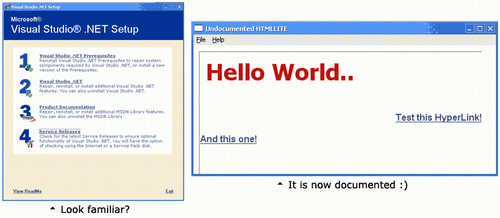 Visual Studio® .NET Setup
Microsoft®
Visual Studio® .NET Setup
1 Visual Studio .NET Prerequisites
Reinstall Visual Studio .NET Prerequisites to repair system
components required by Visual Studio .NET, or install a new
version of the Prerequisites.
2 Visual Studio .NET
Repair, reinstall, or install additional Visual Studio .NET
features. You can also uninstall Visual Studio .NET.
3 Product Documentation
Repair, reinstall, or install additional MSDN Library features.
You can also uninstall the MSDN Library.
4 Service Releases
Check for the latest Service Releases to ensure optimal
functionality of Visual Studio .NET. You will have the option
of checking using the Internet or a Service Pack disk.
View ReadMe
Exit
Look familiar?
Undocumented HTMLLITE
File Help
Hello World..
Test this HyperLink!
And this one!
It is now documented :)